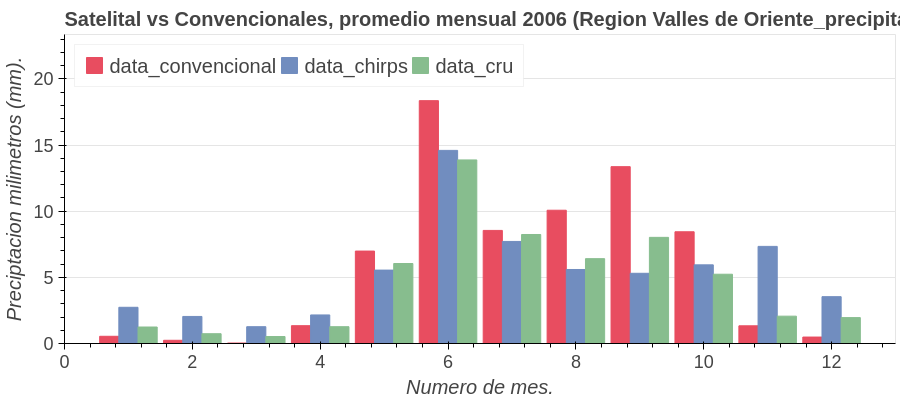 Satelital vs Convencionales, promedio mensual 2006 (Region Valles de Oriente_precipita
data_convencional data_chirps data_cru
Preciptacion milimetros (mm).
20
15
10
5
0
0 2 4 6 8 10 12
Numero de mes.